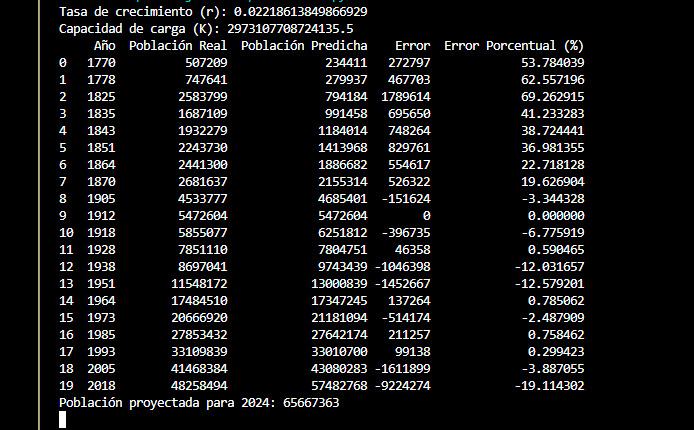 Tasa de crecimiento (r): 0.02218613849866929
Capacidad de carga (K): 2973107708724135.5
Año Población Real Población Predicha Error Error Porcentual (%)
0 1770 507209 234411 272797 53.784039
1 1778 747641 279937 467703 62.557196
2 1825 2583799 794184 1789614 69.262915
3 1835 1687109 991458 695650 41.233283
4 1843 1932279 1184014 748264 38.724441
5 1851 2243730 1413968 829761 36.981355
6 1864 2441300 1886682 554617 22.718128
7 1870 2681637 2155314 526322 19.626904
8 1905 4533777 4685401 -151624 -3.344328
9 1912 5472604 5472604 0 0.000000
10 1918 5855077 6251812 -396735 -6.775919
11 1928 7851110 7804751 46358 0.590465
12 1938 8697041 9743439 -1046398 -12.031657
13 1951 11548172 13000839 -1452667 -12.579201
14 1964 17484510 17347245 137264 0.785062
15 1973 20666920 21181094 -514174 -2.487909
16 1985 27853432 27642174 211257 0.758462
17 1993 33109839 33010700 99138 0.299423
18 2005 41468384 43080283 -1611899 -3.887055
19 2018 48258494 57482768 -9224274 -19.114302
Población proyectada para 2024: 65667363